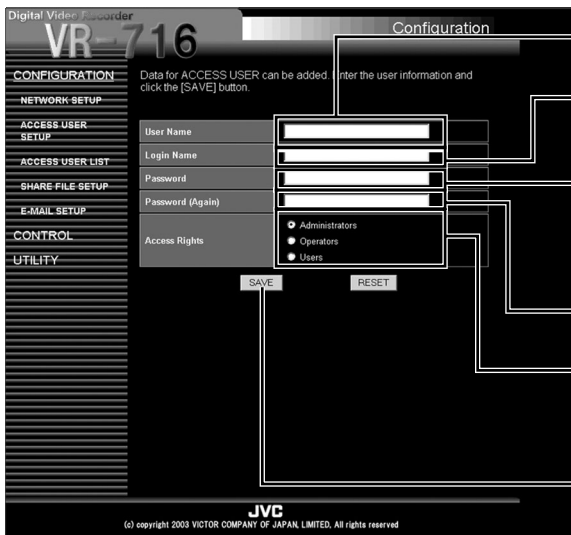 Digital Video Recorder
VR-716
Configuration
CONFIGURATION
NETWORK SETUP
ACCESS USER
SETUP
ACCESS USER LIST
SHARE FILE SETUP
E-MAIL SETUP
CONTROL
UTILITY
Data for ACCESS USER can be added. Enter the user information and
click the [SAVE] button.
User Name
Login Name
Password
Password (Again)
Access Rights
Administrators
Operators
Users
SAVE
RESET
JVC
(c) copyright 2003 VICTOR COMPANY OF JAPAN, LIMITED, All rights reserved